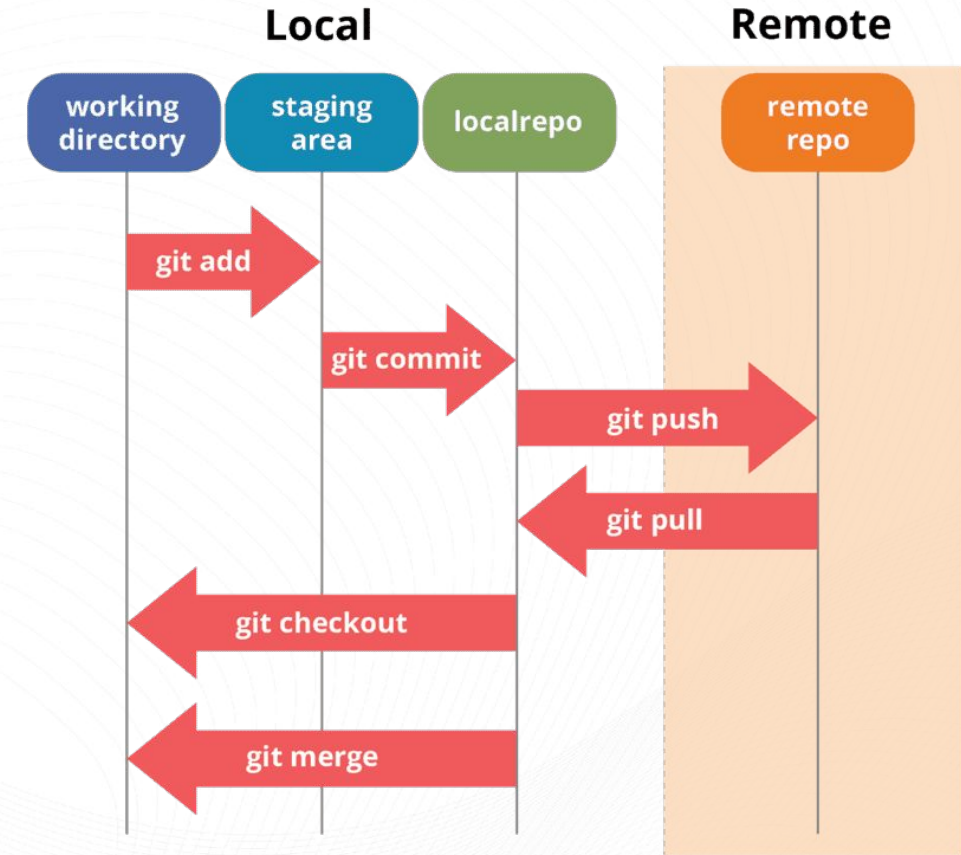 Local
Remote
working
directory
staging
area
localrepo
remote
repo
git add
git commit
git push
git pull
git checkout
git merge